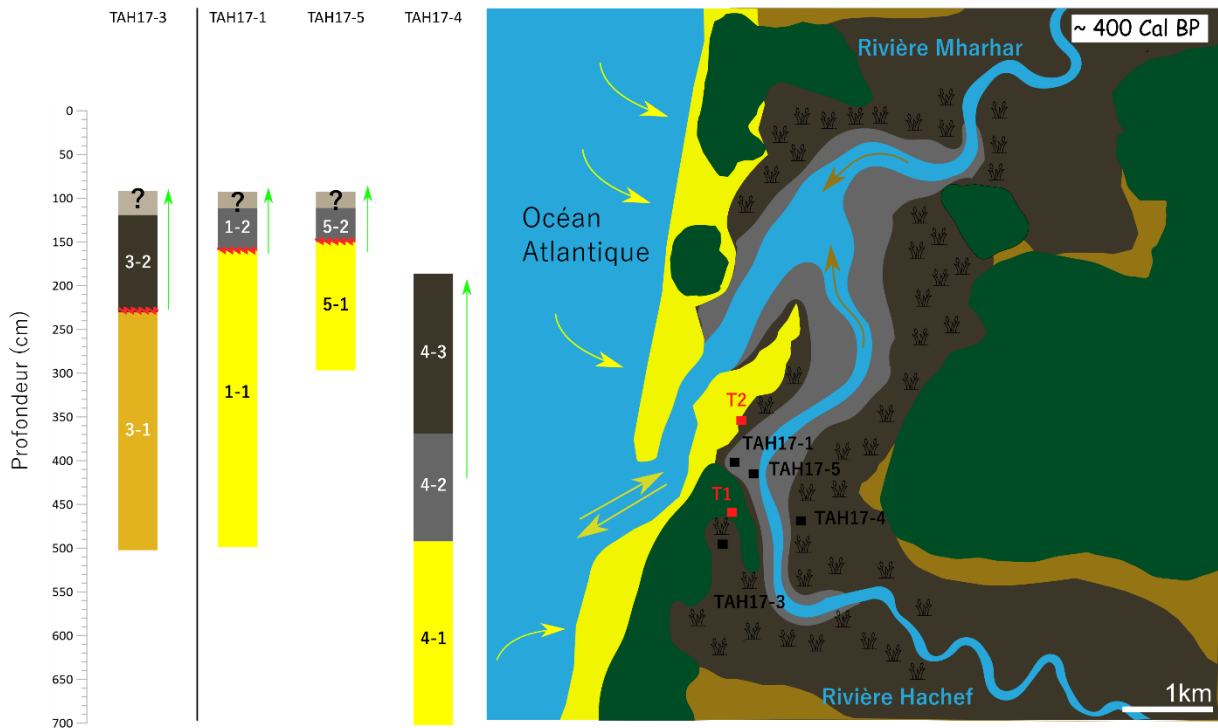 TAH17-3
TAH17-1
TAH17-5
TAH17-4
Profondeur (cm)
0
50
100
150
200
250
300
350
400
450
500
550
600
650
700
?
3-2
3-1
?
1-2
1-1
?
5-2
5-1
4-3
4-2
4-1
~ 400 Cal BP
Rivière Mharhar
Océan
Atlantique
T2
TAH17-1
TAH17-5
T1
TAH17-4
TAH17-3
Rivière Hachef
1km